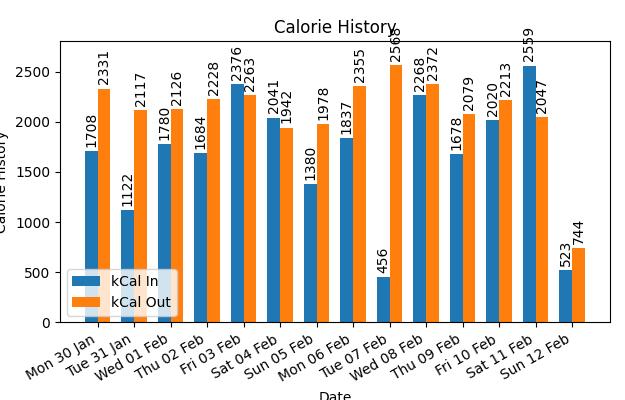 Calorie History
Calorie History
2500
2000
1500
1000
500
0
1708
2331
1122
2117
1780
2126
1684
2228
2376
2263
2041
1942
1380
1978
1837
2355
456
2568
2268
2372
1678
2079
2020
2213
2559
2047
523
744
kCal In
kCal Out
Mon 30 Jan
Tue 31 Jan
Wed 01 Feb
Thu 02 Feb
Fri 03 Feb
Sat 04 Feb
Sun 05 Feb
Mon 06 Feb
Tue 07 Feb
Wed 08 Feb
Thu 09 Feb
Fri 10 Feb
Sat 11 Feb
Sun 12 Feb
Date